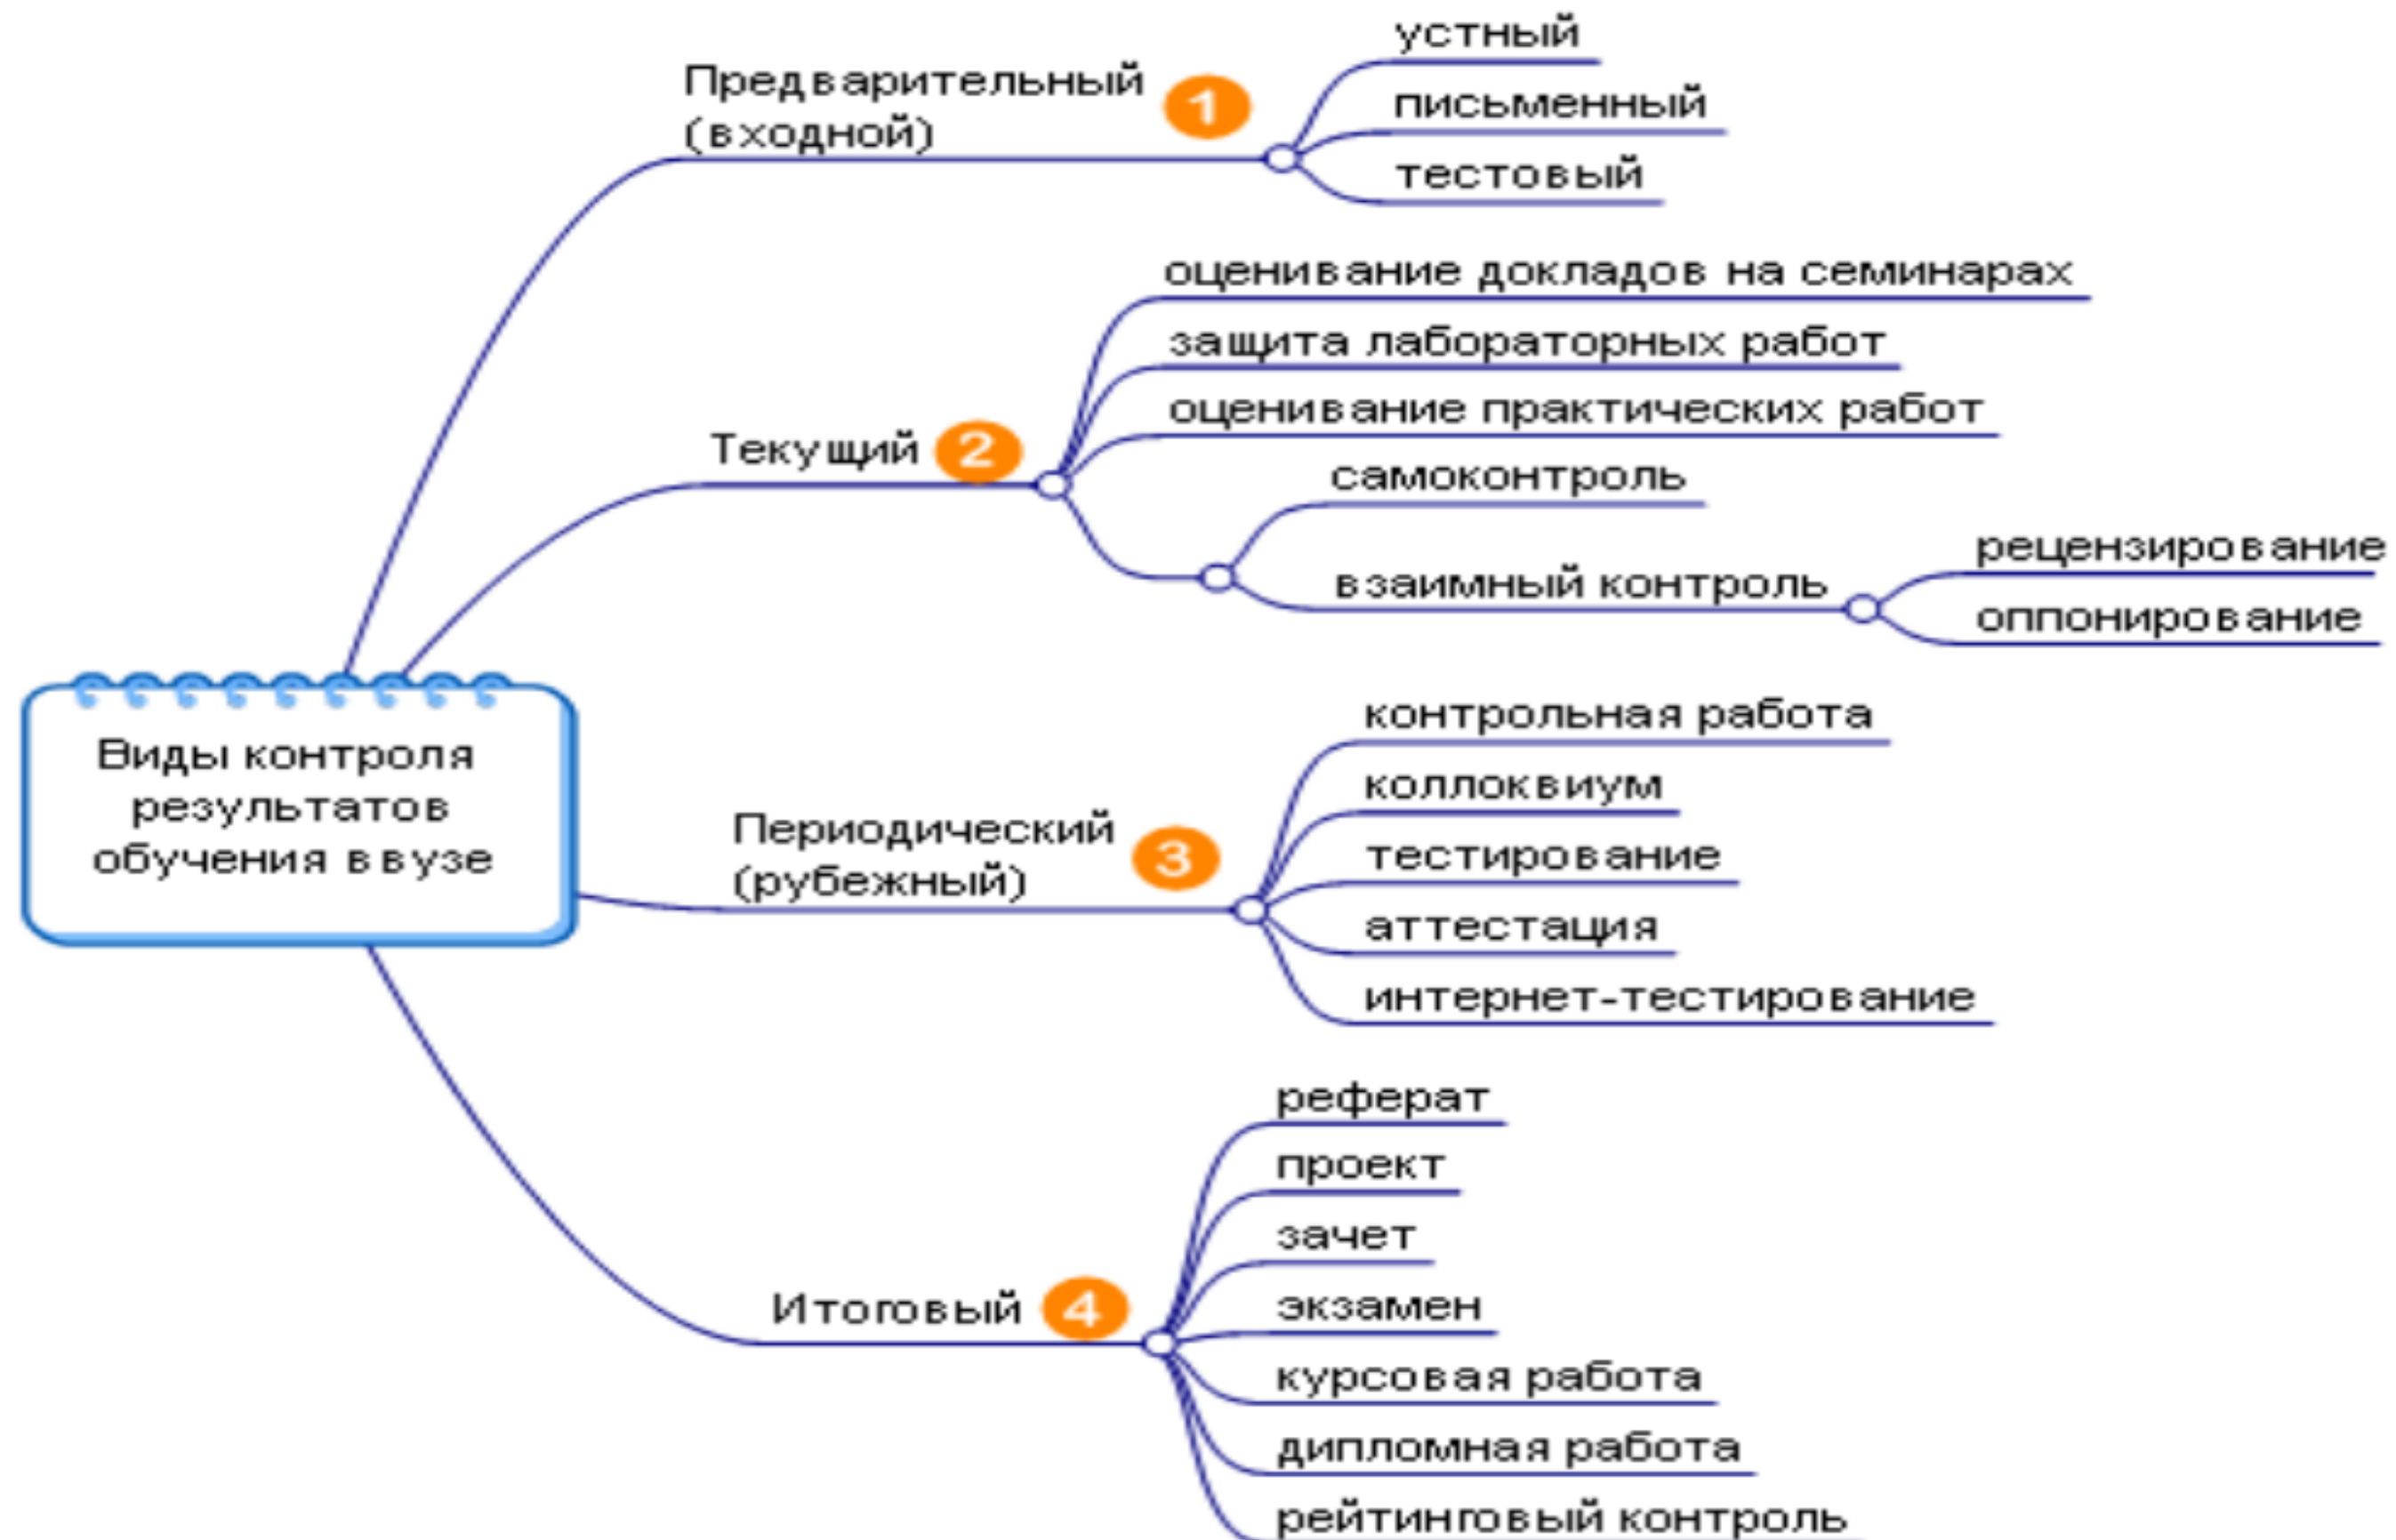 Виды контроля
результатов
обучения в вузе
Предварительный
(входной)
1
устный
письменный
тестовый
Текущий
2
оценивание докладов на семинарах
защита лабораторных работ
оценивание практических работ
самоконтроль
взаимный контроль
рецензирование
оппонирование
Периодический
(рубежный)
3
контрольная работа
коллоквиум
тестирование
аттестация
интернет-тестирование
Итоговый
4
реферат
проект
зачет
экзамен
курсовая работа
дипломная работа
рейтинговый контроль